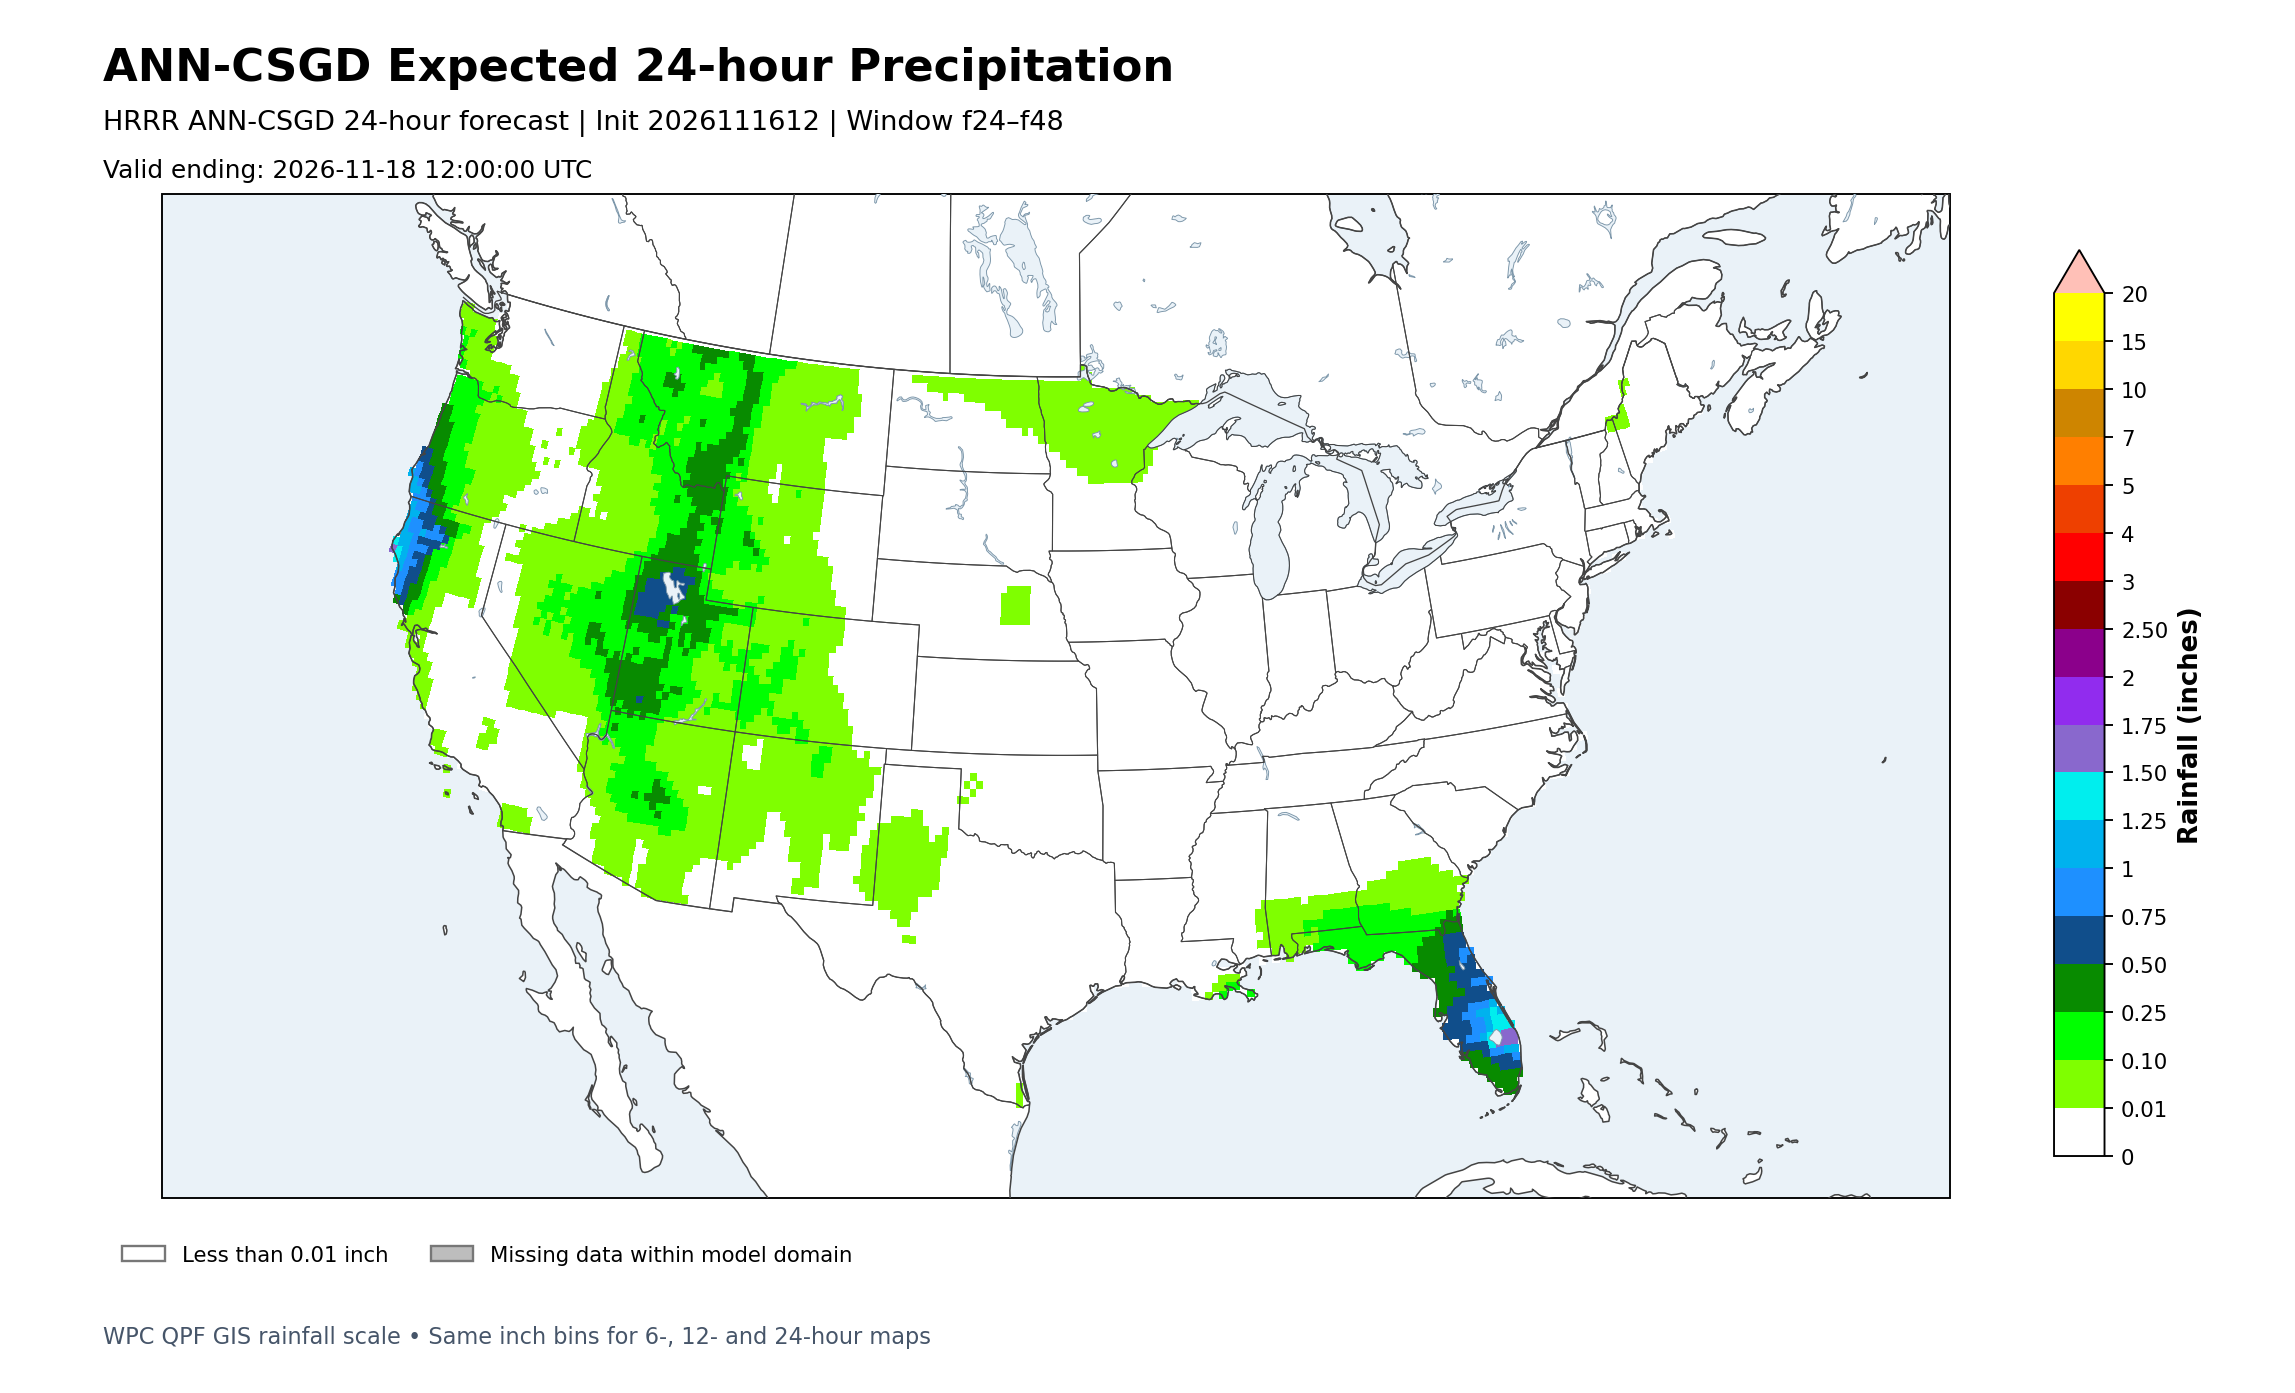 ANN-CSGD Expected 24-hour Precipitation
HRRR ANN-CSGD 24-hour forecast | Init 2026111612 | Window f24–f48
Valid ending: 2026-11-18 12:00:00 UTC
20
15
10
7
5
4
3
2.50
2
1.75
1.50
1.25
1
0.75
0.50
0.25
0.10
0.01
0
Rainfall (inches)
Less than 0.01 inch
Missing data within model domain
WPC QPF GIS rainfall scale • Same inch bins for 6-, 12- and 24-hour maps